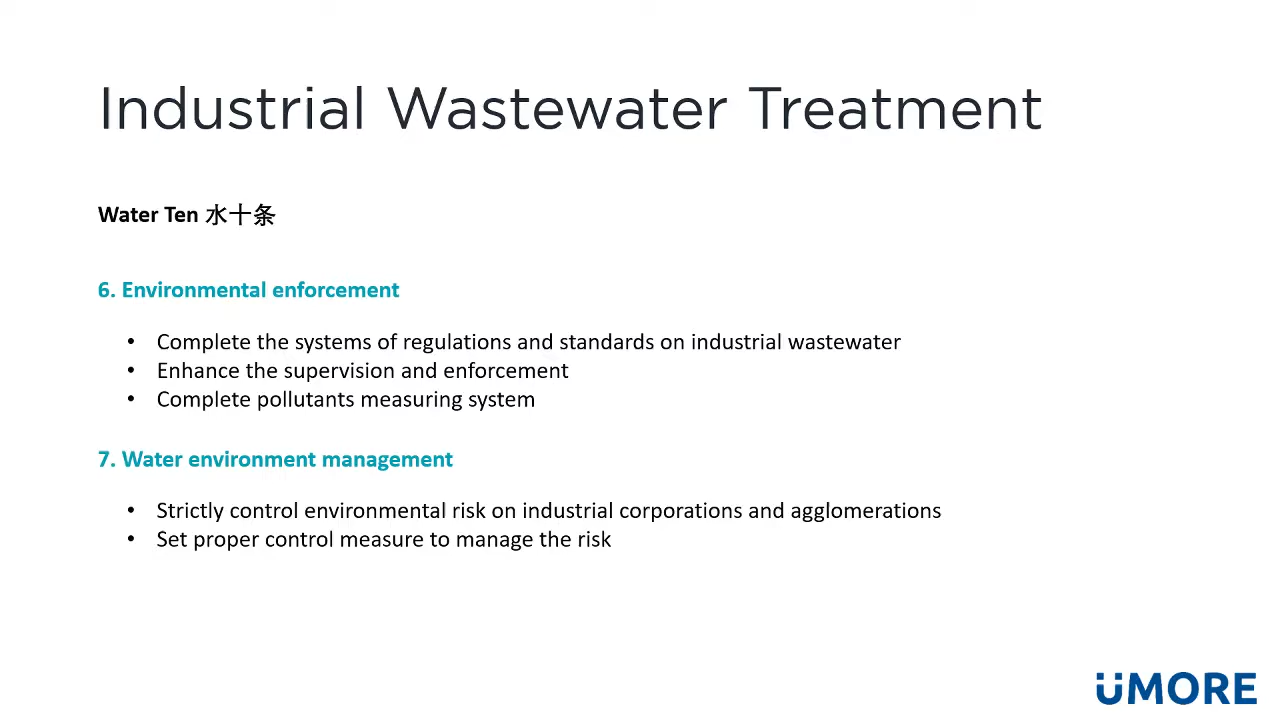 Industrial Wastewater Treatment
Water Ten 水十条
6. Environmental enforcement
• Complete the systems of regulations and standards on industrial wastewater
• Enhance the supervision and enforcement
• Complete pollutants measuring system
7. Water environment management
• Strictly control environmental risk on industrial corporations and agglomerations
• Set proper control measure to manage the risk
ÜMORE